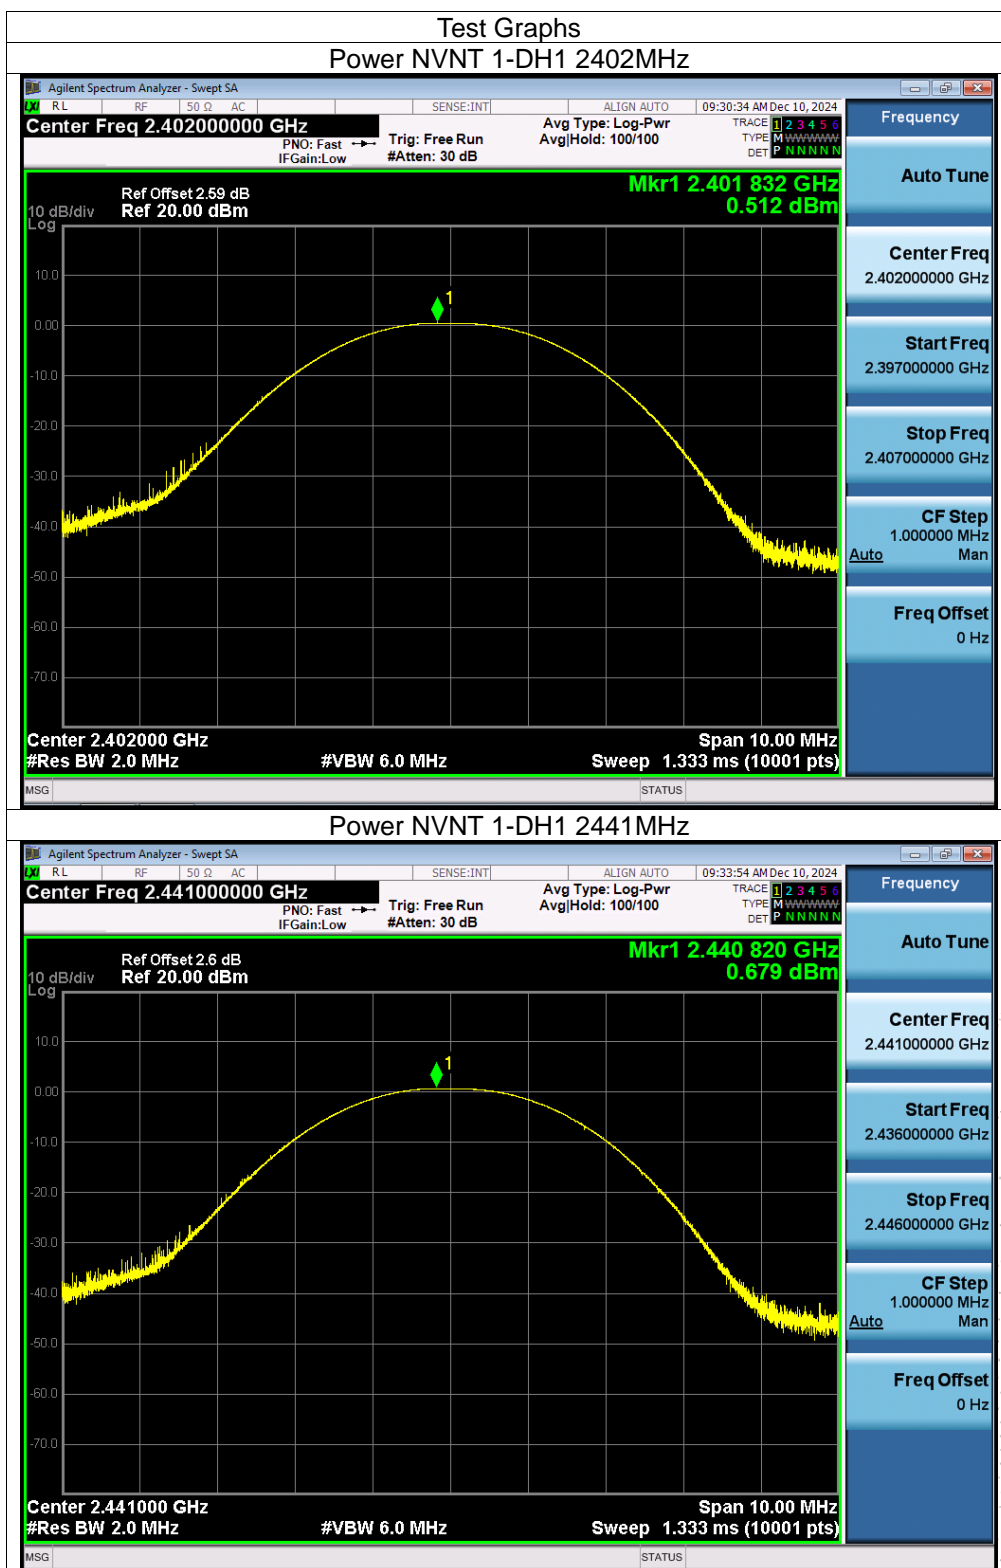 Test Graphs
Power NVNT 1-DH1 2402MHz
Agilent Spectrum Analyzer - Swept SA
LXI RL RF 50 Ω AC SENSE:INT ALIGN AUTO 09:30:34 AM Dec 10, 2024
Center Freq 2.402000000 GHz
PNO: Fast
IFGain:Low
Trig: Free Run
#Atten: 30 dB
Avg Type: Log-Pwr
Avg|Hold: 100/100
TRACE 1 2 3 4 5 6
TYPE M WWWWW
DET P N N N N N
Frequency
Auto Tune
Center Freq
2.402000000 GHz
Start Freq
2.397000000 GHz
Stop Freq
2.407000000 GHz
CF Step
1.000000 MHz
Auto Man
Freq Offset
0 Hz
Mkr1 2.401 832 GHz
0.512 dBm
Ref Offset 2.59 dB
10 dB/div Ref 20.00 dBm
Log
1
10.0
0.00
-10.0
-20.0
-30.0
-40.0
-50.0
-60.0
-70.0
Center 2.402000 GHz Span 10.00 MHz
#Res BW 2.0 MHz #VBW 6.0 MHz Sweep 1.333 ms (10001 pts)
MSG STATUS
Power NVNT 1-DH1 2441MHz
Agilent Spectrum Analyzer - Swept SA
LXI RL RF 50 Ω AC SENSE:INT ALIGN AUTO 09:33:54 AM Dec 10, 2024
Center Freq 2.441000000 GHz
PNO: Fast
IFGain:Low
Trig: Free Run
#Atten: 30 dB
Avg Type: Log-Pwr
Avg|Hold: 100/100
TRACE 1 2 3 4 5 6
TYPE M WWWWW
DET P N N N N N
Frequency
Auto Tune
Center Freq
2.441000000 GHz
Start Freq
2.436000000 GHz
Stop Freq
2.446000000 GHz
CF Step
1.000000 MHz
Auto Man
Freq Offset
0 Hz
Mkr1 2.440 820 GHz
0.679 dBm
Ref Offset 2.6 dB
10 dB/div Ref 20.00 dBm
Log
1
10.0
0.00
-10.0
-20.0
-30.0
-40.0
-50.0
-60.0
-70.0
Center 2.441000 GHz Span 10.00 MHz
#Res BW 2.0 MHz #VBW 6.0 MHz Sweep 1.333 ms (10001 pts)
MSG STATUS